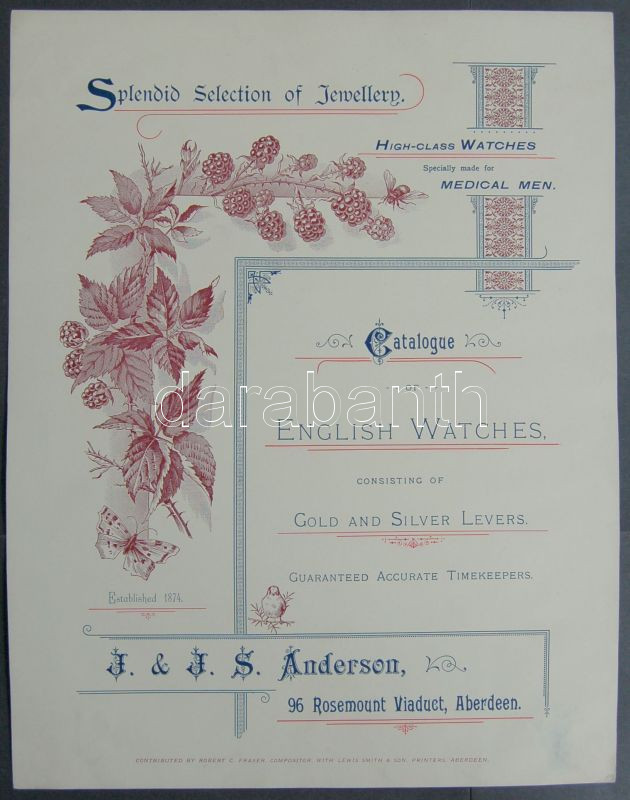 Splendid Selection of Jewellery.
HIGH-CLASS WATCHES
Specially made for
MEDICAL MEN.
Catalogue
OF
ENGLISH WATCHES,
CONSISTING OF
GOLD AND SILVER LEVERS.
GUARANTEED ACCURATE TIMEKEEPERS.
Established 1874.
J. & J. S. Anderson,
96 Rosemount Viaduct, Aberdeen.
CONTRIBUTED BY ROBERT C. FRASER, COMPOSITOR, WITH LEWIS SMITH & SON, PRINTERS, ABERDEEN.
darabanth